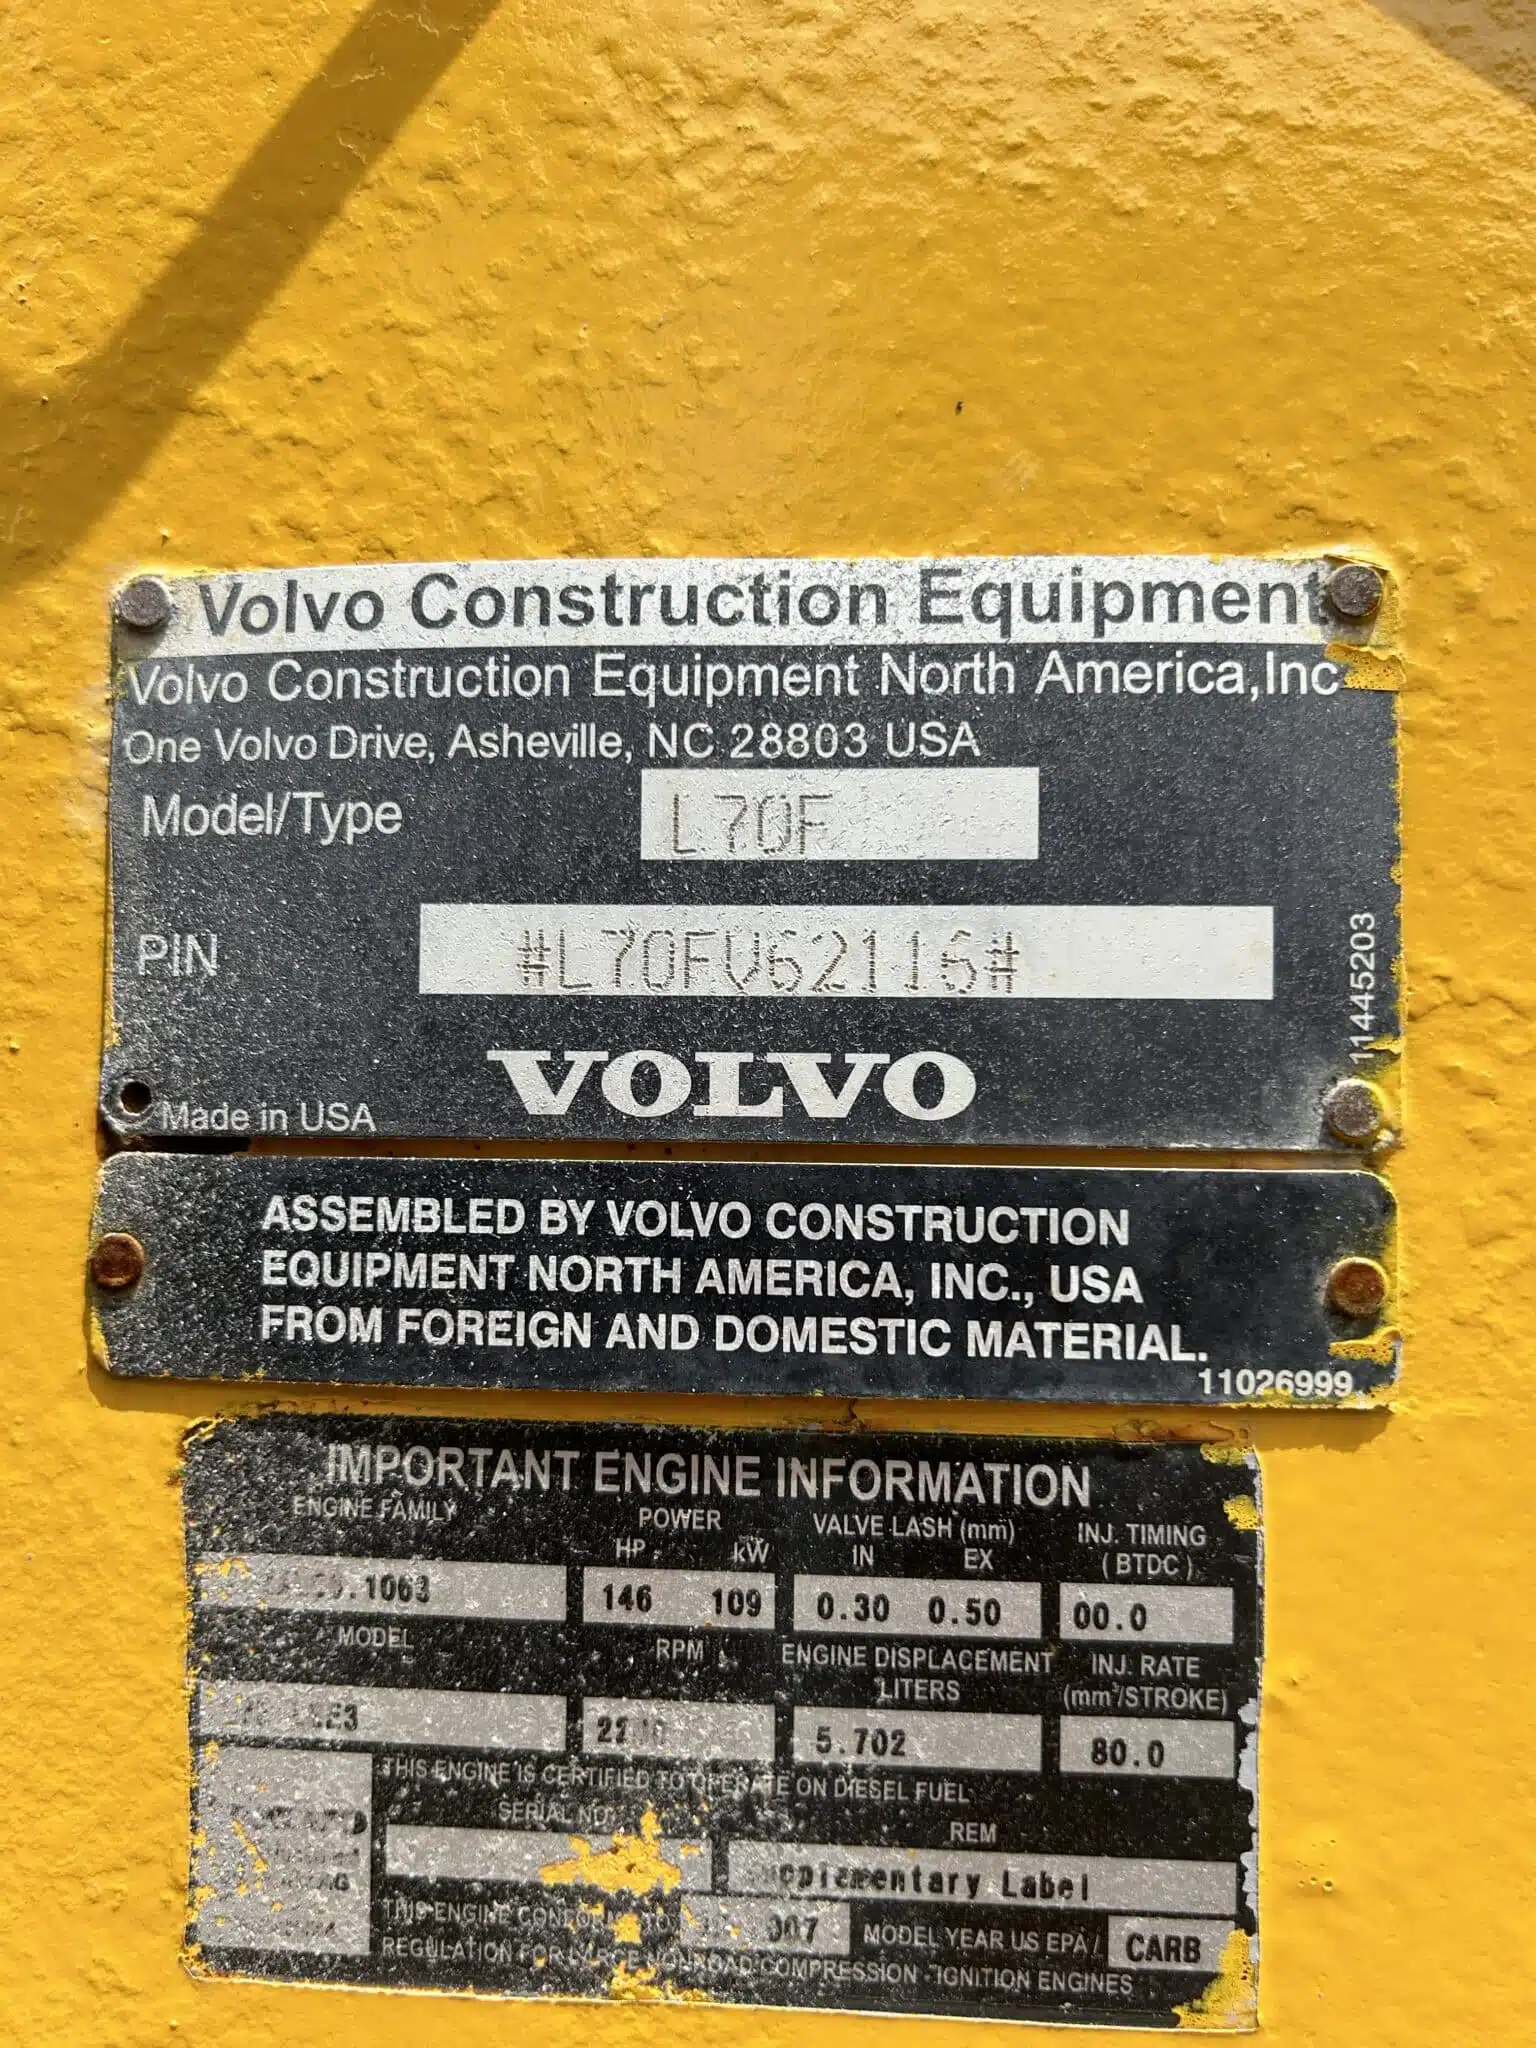 Volvo Construction Equipment
Volvo Construction Equipment North America,Inc
One Volvo Drive, Asheville, NC 28803 USA
Model/Type L70F
PIN #L70FV62116#
11445203
VOLVO
Made in USA
ASSEMBLED BY VOLVO CONSTRUCTION
EQUIPMENT NORTH AMERICA, INC., USA
FROM FOREIGN AND DOMESTIC MATERIAL.
11026999
IMPORTANT ENGINE INFORMATION
ENGINE FAMILY POWER VALVE LASH (mm) INJ. TIMING
HP kW IN EX (BTDC)
146 109 0.30 0.50 00.0
MODEL RPM ENGINE DISPLACEMENT INJ. RATE
LITERS (mm³/STROKE)
5.702 80.0
THIS ENGINE IS CERTIFIED TO OPERATE ON DIESEL FUEL
SERIAL NO. REM
Label
THIS ENGINE MODEL YEAR US EPA / CARB
REGULATION FOR LARGE NONROAD COMPRESSION - IGNITION ENGINES